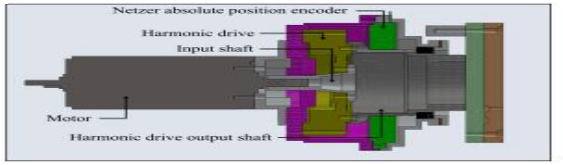 Netzer absolute position encoder
Harmonic drive
Input shaft
Motor
Harmonic drive output shaft